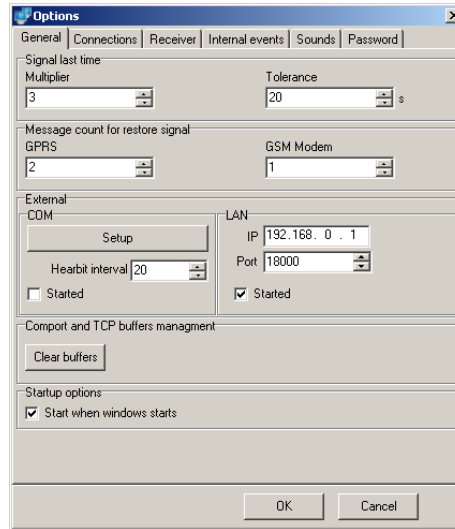 Options
General Connections Receiver Internal events Sounds Password
Signal last time
Multiplier Tolerance
3 20 s
Message count for restore signal
GPRS GSM Modem
2 1
External
COM LAN
Setup IP 192.168. 0 . 1
Hearbit interval 20 Port 18000
Started Started
Comport and TCP buffers managment
Clear buffers
Startup options
Start when windows starts
OK Cancel